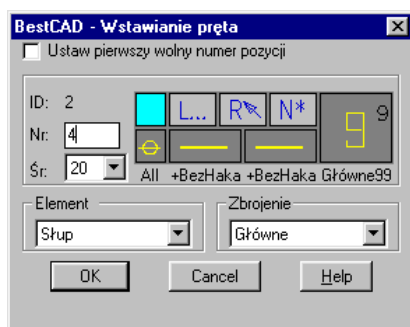 BestCAD - Wstawianie pręta
Ustaw pierwszy wolny numer pozycji
ID: 2
L... R N* 9 9
Nr: 4
Śr: 20 All +BezHaka +BezHaka Główne99
Element Zbrojenie
Słup Główne
OK Cancel Help